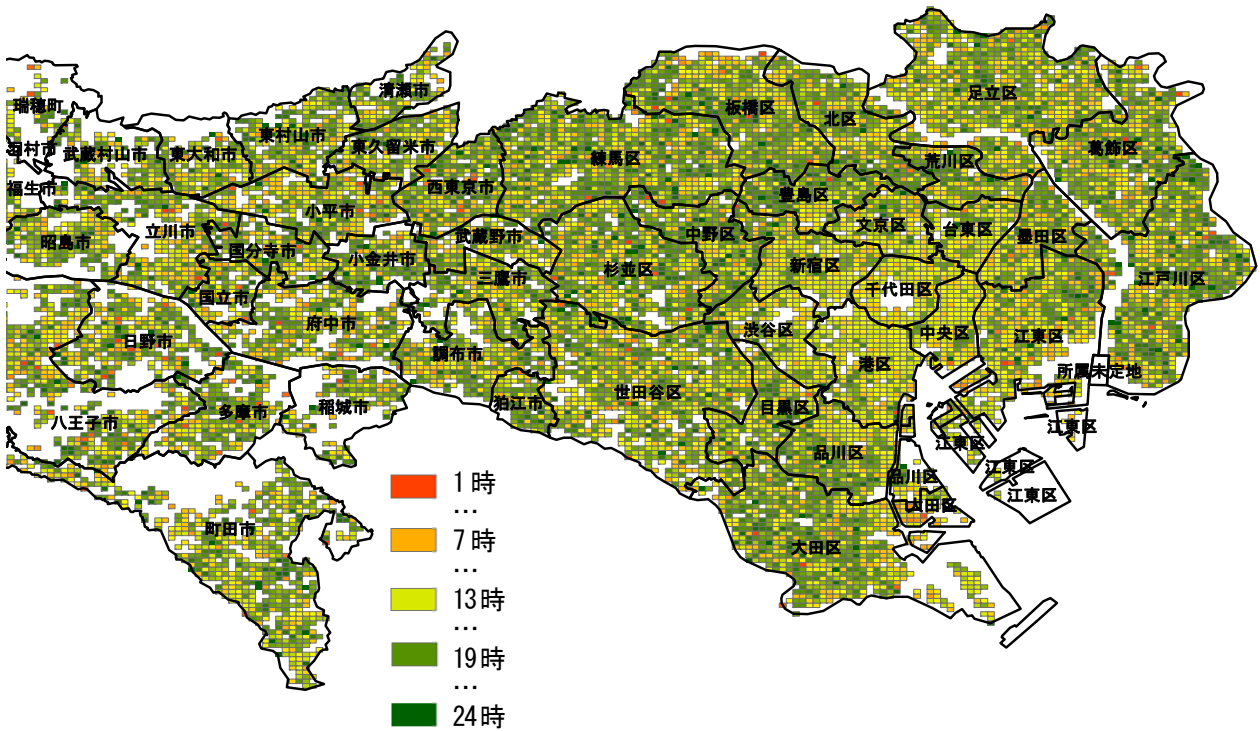 足立区
清瀬市
瑞穂町
板橋区
北区
東村山市
東久留米市
羽村市
武蔵村山市
東大和市
練馬区
荒川区
葛飾区
福生市
西東京市
豊島区
小平市
文京区
台東区
立川市
武蔵野市
中野区
墨田区
昭島市
国分寺市
小金井市
杉並区
新宿区
三鷹市
江戸川区
国立市
千代田区
府中市
渋谷区
中央区
江東区
日野市
調布市
港区
所属未定地
世田谷区
狛江市
目黒区
多摩市
稲城市
八王子市
江東区
江東区
品川区
江東区
品川区
江東区
大田区
町田市
大田区
1時
…
7時
…
13時
…
19時
…
24時